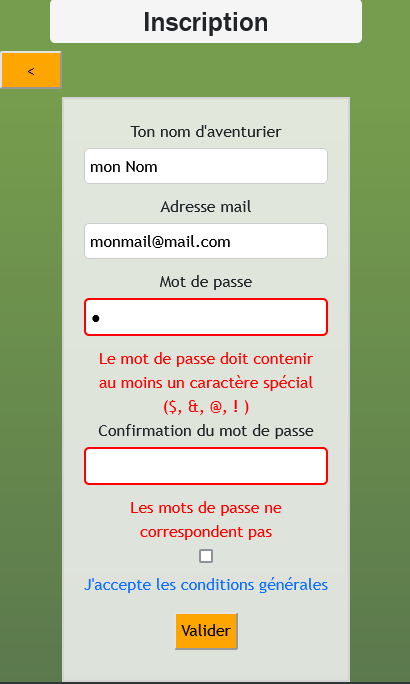 Inscription
<
Ton nom d'aventurier
mon Nom
Adresse mail
monmail@mail.com
Mot de passe
●
Le mot de passe doit contenir
au moins un caractère spécial
($, &, @, ! )
Confirmation du mot de passe
Les mots de passe ne
correspondent pas
J'accepte les conditions générales
Valider